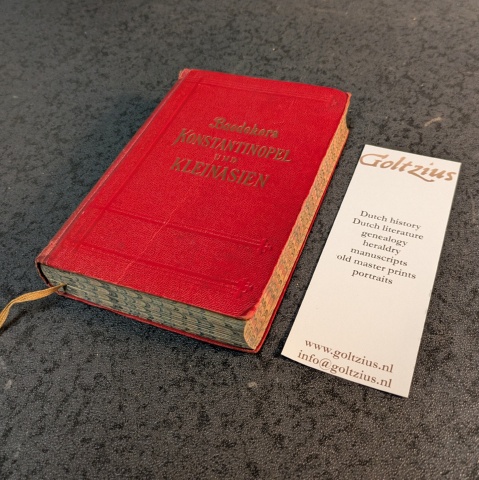 Baedekers
KONSTANTINOPEL
UND
KLEINASIEN
Goltzius
Dutch history
Dutch literature
genealogy
heraldry
manuscripts
old master prints
portraits
www.goltzius.nl
info@goltzius.nl